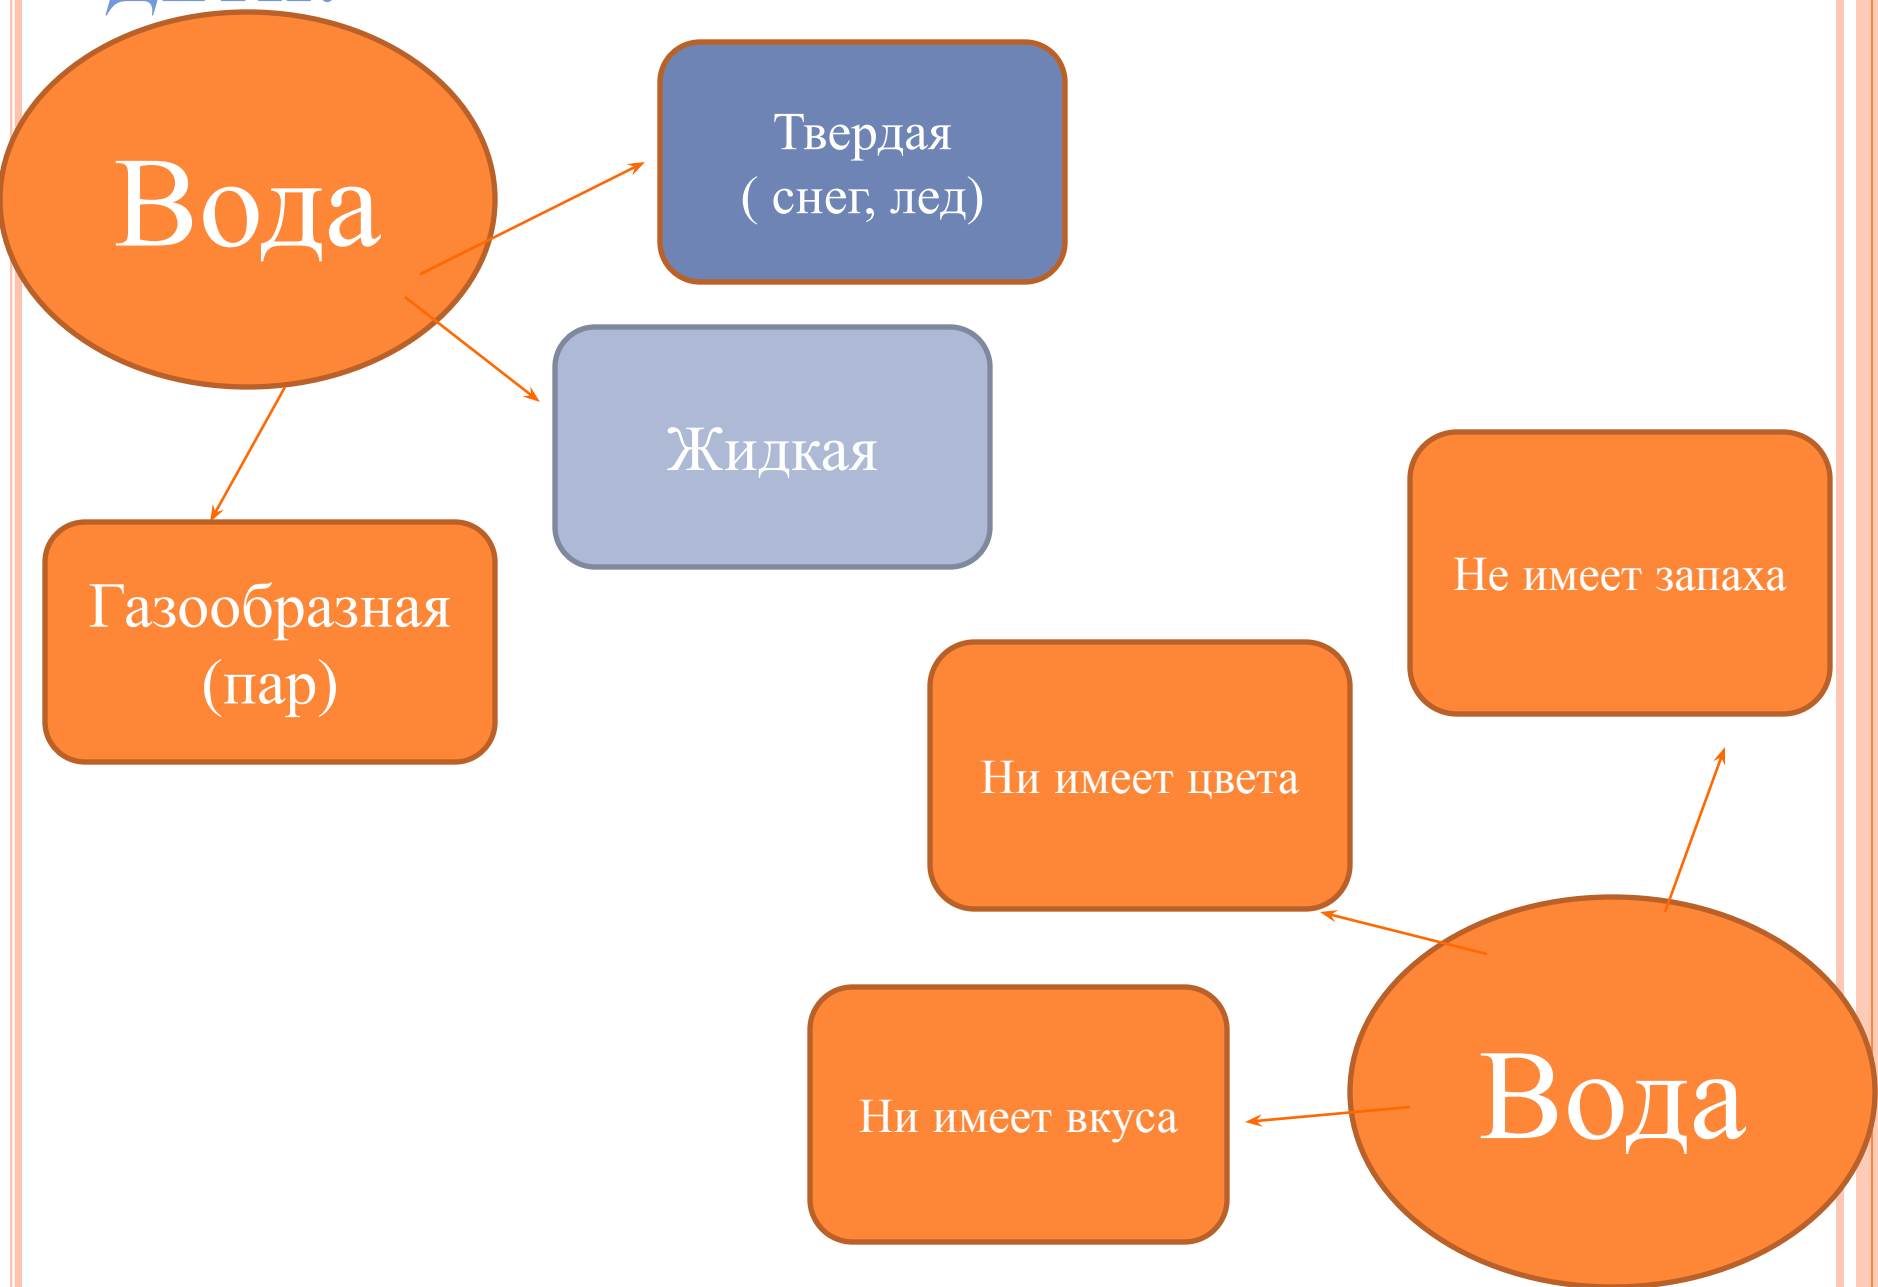 Вода
Твердая
( снег, лед)
Жидкая
Газообразная
(пар)
Не имеет запаха
Ни имеет цвета
Ни имеет вкуса
Вода